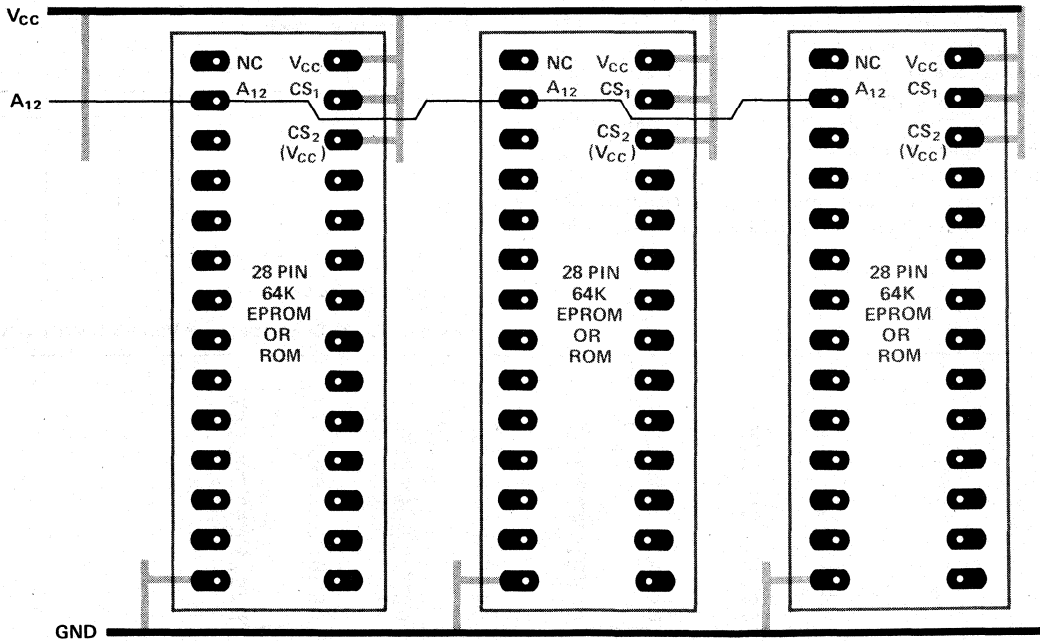 VCC
NC VCC
A12 A12 CS1
CS2
(VCC)
28 PIN
64K
EPROM
OR
ROM
NC VCC
A12 CS1
CS2
(VCC)
28 PIN
64K
EPROM
OR
ROM
NC VCC
A12 CS1
CS2
(VCC)
28 PIN
64K
EPROM
OR
ROM
GND